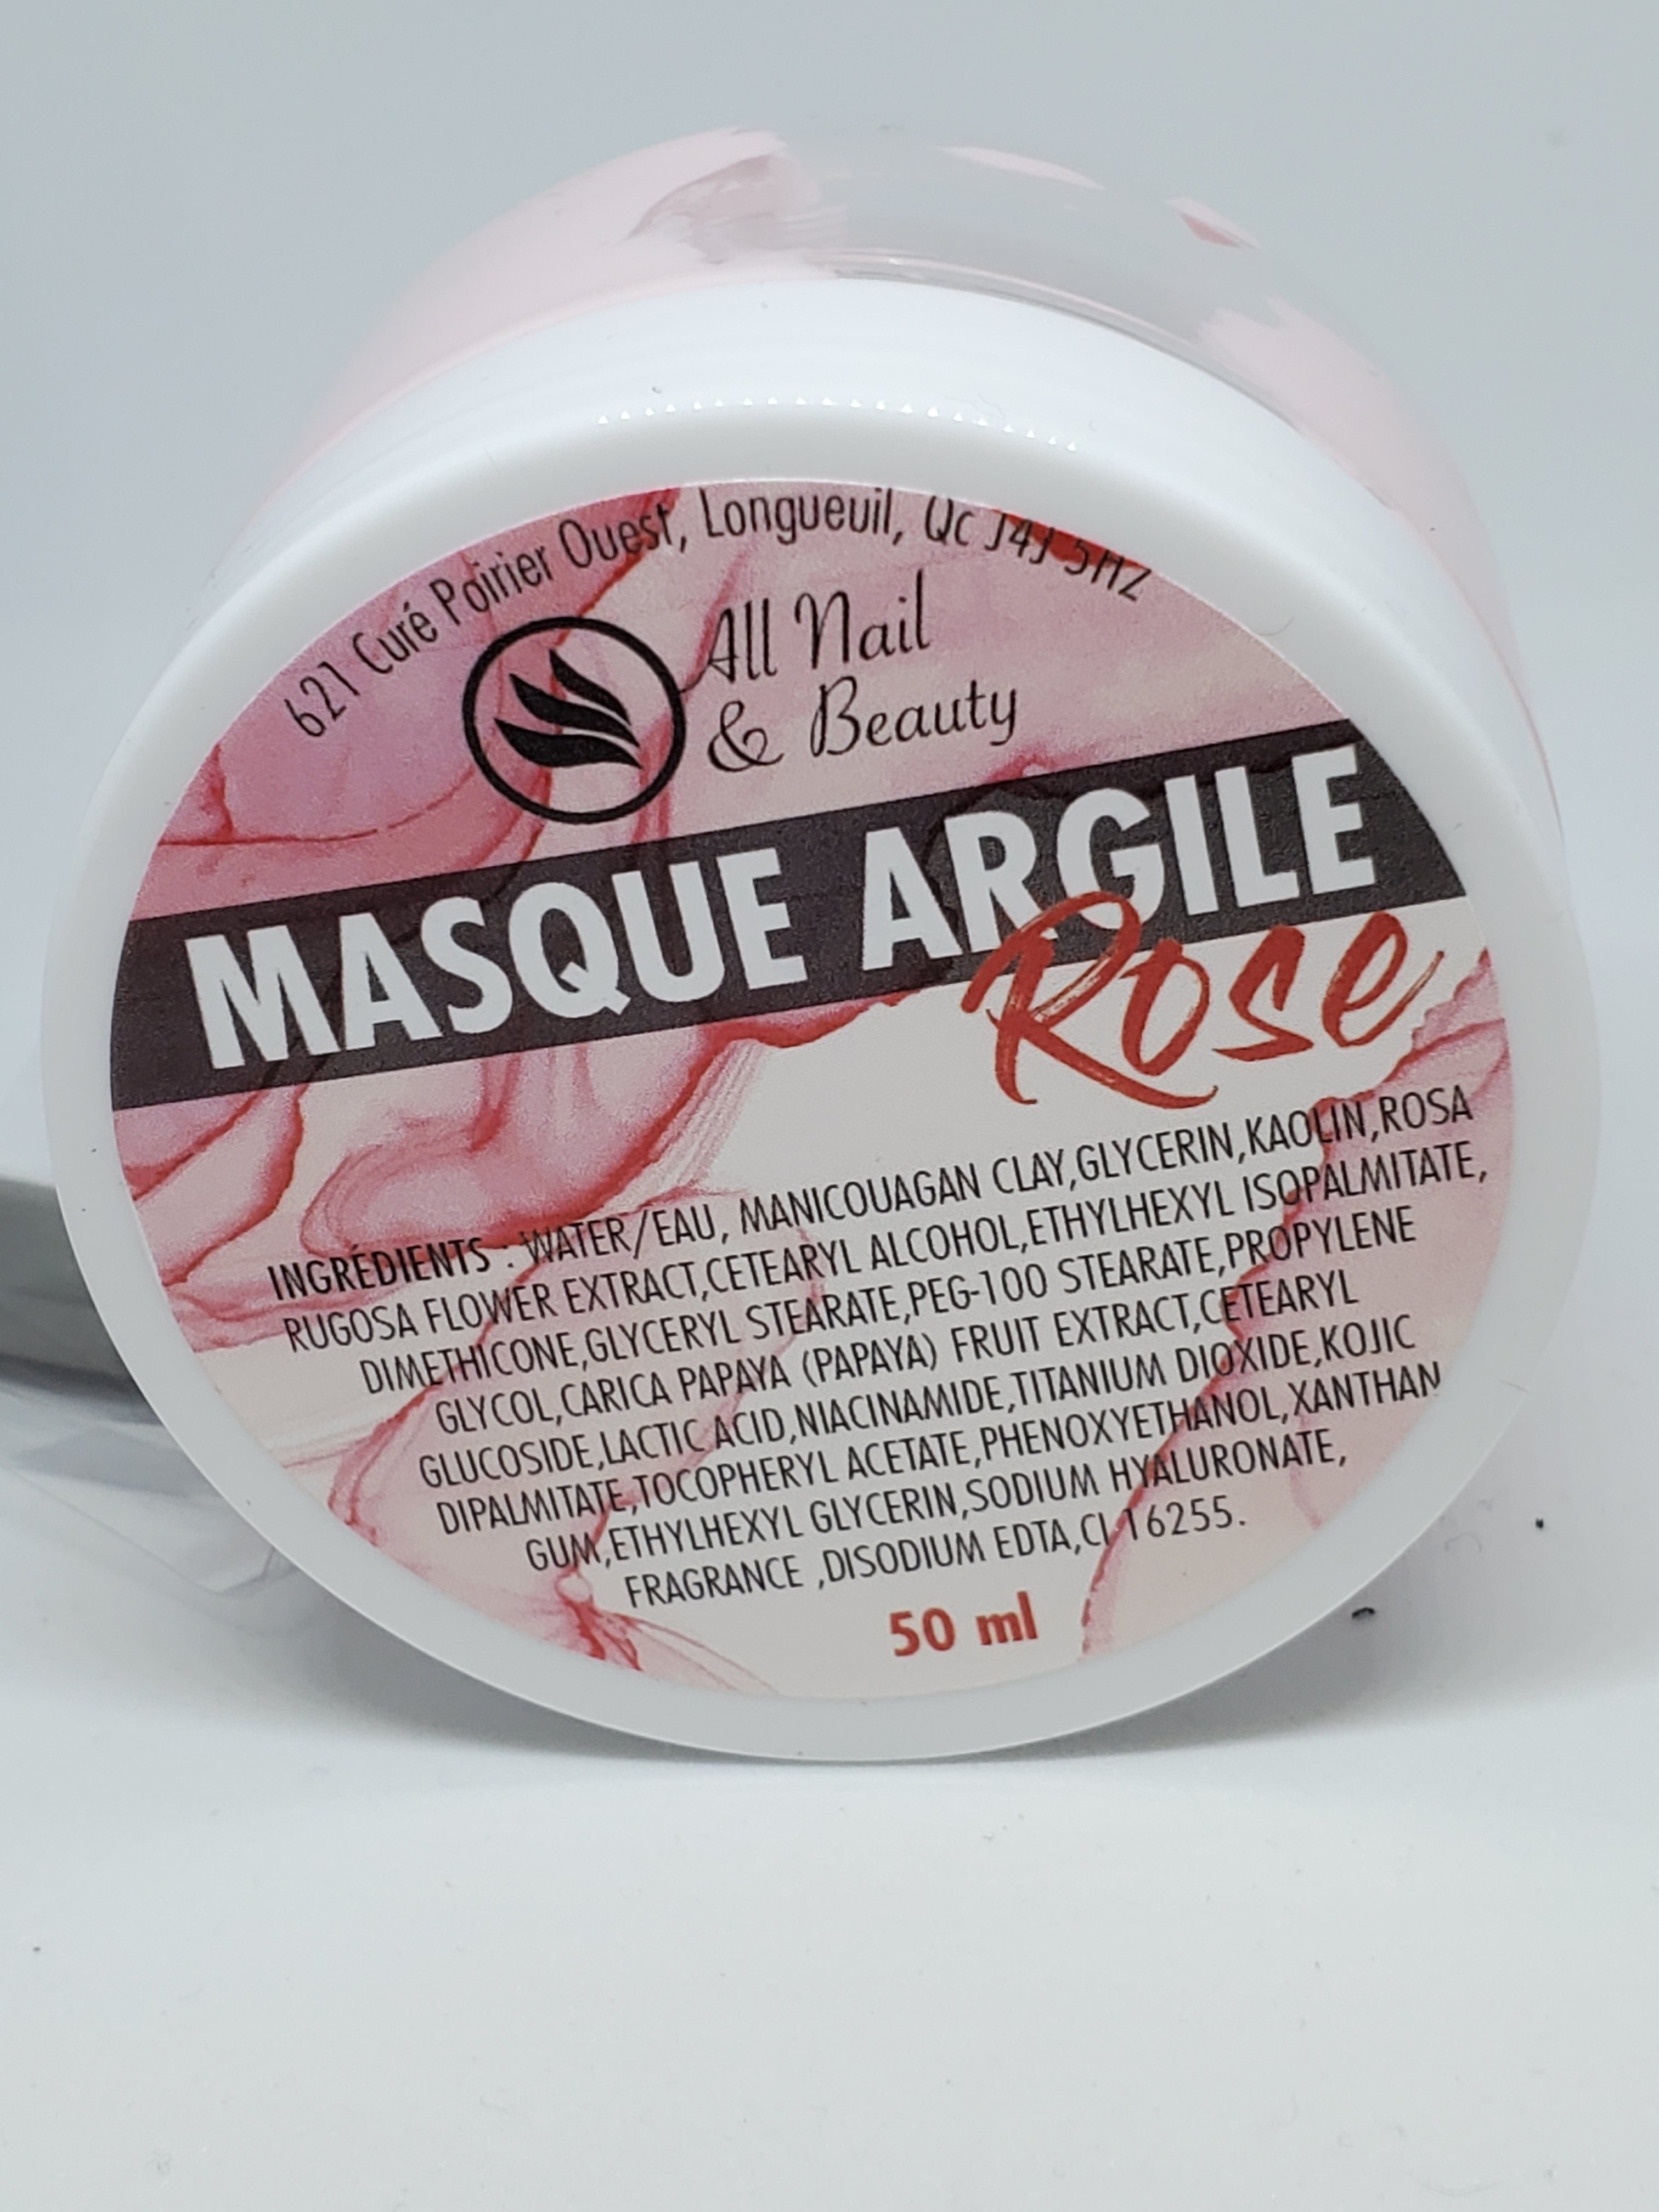 621 Curé Poirier Ouest, Longueuil, Qc J4J 5H2
All Nail
& Beauty
MASQUE ARGILE
Rose
INGRÉDIENTS : WATER/EAU, MANICOUAGAN CLAY,GLYCERIN,KAOLIN,ROSA
RUGOSA FLOWER EXTRACT,CETEARYL ALCOHOL,ETHYLHEXYL ISOPALMITATE,
DIMETHICONE,GLYCERYL STEARATE,PEG-100 STEARATE,PROPYLENE
GLYCOL,CARICA PAPAYA (PAPAYA) FRUIT EXTRACT,CETEARYL
GLUCOSIDE,LACTIC ACID,NIACINAMIDE,TITANIUM DIOXIDE,KOJIC
DIPALMITATE,TOCOPHERYL ACETATE,PHENOXYETHANOL,XANTHAN
GUM,ETHYLHEXYL GLYCERIN,SODIUM HYALURONATE,
FRAGRANCE ,DISODIUM EDTA,CI 16255.
50 ml